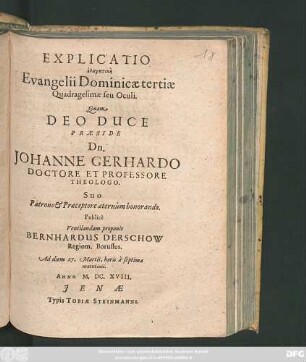 18
EXPLICATIO
Evangelii Dominicæ tertiæ
Quadragesimæ seu Oculi.
Quam
DEO DUCE
PRÆSIDE
Dn.
JOHANNE GERHARDO
DOCTORE ET PROFESSORE
THEOLOGO.
Suo
Patrono & Præceptore æternùm honorando.
Publicè
Ventilandam proponit
BERNHARDUS DERSCHOW
Regiom. Borussus.
Ad diem 27. Martii. horis à septima
matutinis.
ANNO M. DC. XVIII.
JENÆ
Typis TOBIÆ STEINMANNI.